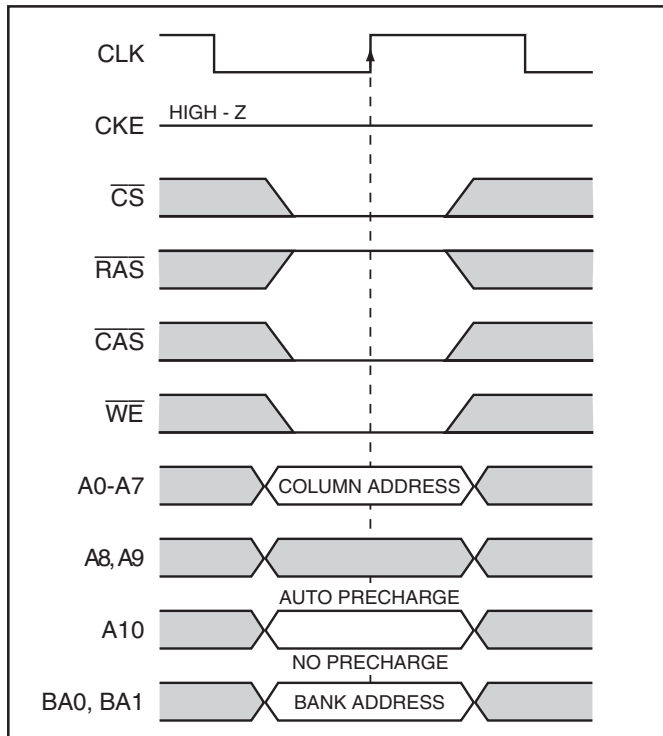 CLK
CKE HIGH - Z
CS
RAS
CAS
WE
A0-A7 COLUMN ADDRESS
A8, A9
AUTO PRECHARGE
A10
NO PRECHARGE
BA0, BA1 BANK ADDRESS